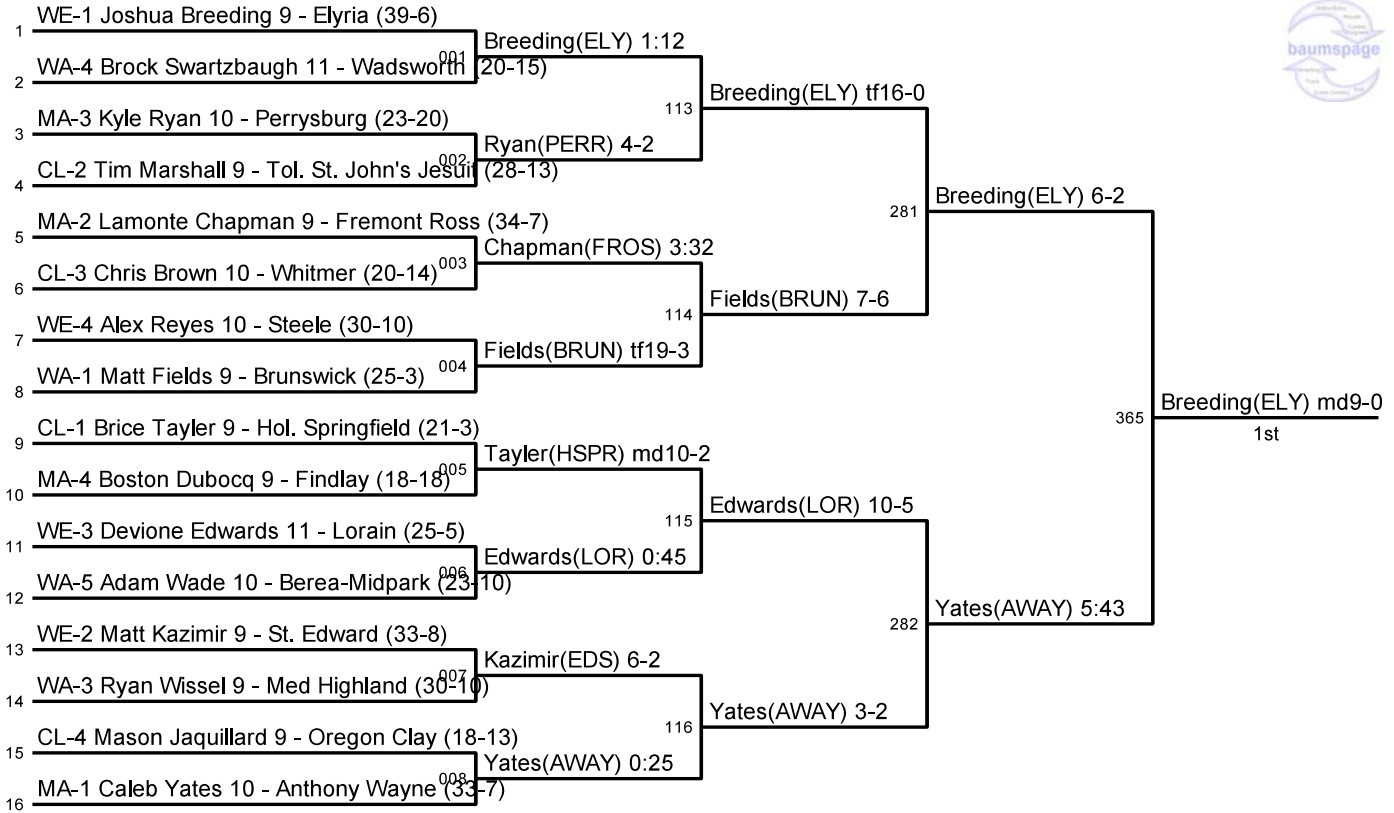 WE-1 Joshua Breeding 9 - Elyria (39-6)
1
Breeding(ELY) 1:12
001
WA-4 Brock Swartzbaugh 11 - Wadsworth (20-15)
2
Breeding(ELY) tf16-0
113
MA-3 Kyle Ryan 10 - Perrysburg (23-20)
3
Ryan(PERR) 4-2
002
CL-2 Tim Marshall 9 - Tol. St. John's Jesuit (28-13)
4
Breeding(ELY) 6-2
281
MA-2 Lamonte Chapman 9 - Fremont Ross (34-7)
5
Chapman(FROS) 3:32
003
CL-3 Chris Brown 10 - Whitmer (20-14)
6
Fields(BRUN) 7-6
114
WE-4 Alex Reyes 10 - Steele (30-10)
7
Fields(BRUN) tf19-3
004
WA-1 Matt Fields 9 - Brunswick (25-3)
8
Breeding(ELY) md9-0
365
1st
CL-1 Brice Tayler 9 - Hol. Springfield (21-3)
9
Tayler(HSPR) md10-2
005
MA-4 Boston Dubocq 9 - Findlay (18-18)
10
Edwards(LOR) 10-5
115
WE-3 Devione Edwards 11 - Lorain (25-5)
11
Edwards(LOR) 0:45
006
WA-5 Adam Wade 10 - Berea-Midpark (23-10)
12
Yates(AWAY) 5:43
282
WE-2 Matt Kazimir 9 - St. Edward (33-8)
13
Kazimir(EDS) 6-2
007
WA-3 Ryan Wissel 9 - Med Highland (30-10)
14
Yates(AWAY) 3-2
116
CL-4 Mason Jaquillard 9 - Oregon Clay (18-13)
15
Yates(AWAY) 0:25
008
MA-1 Caleb Yates 10 - Anthony Wayne (33-7)
16
baumspage